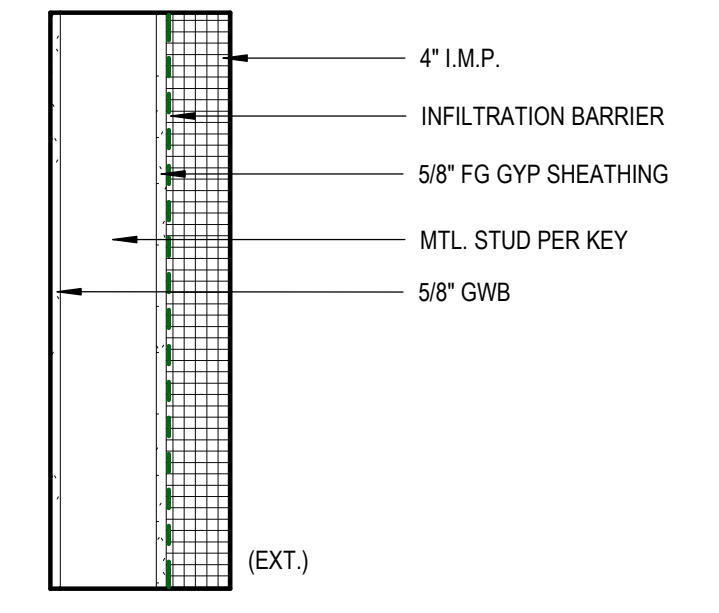 4" I.M.P.
INFILTRATION BARRIER
5/8" FG GYP SHEATHING
MTL. STUD PER KEY
5/8" GWB
(EXT.)